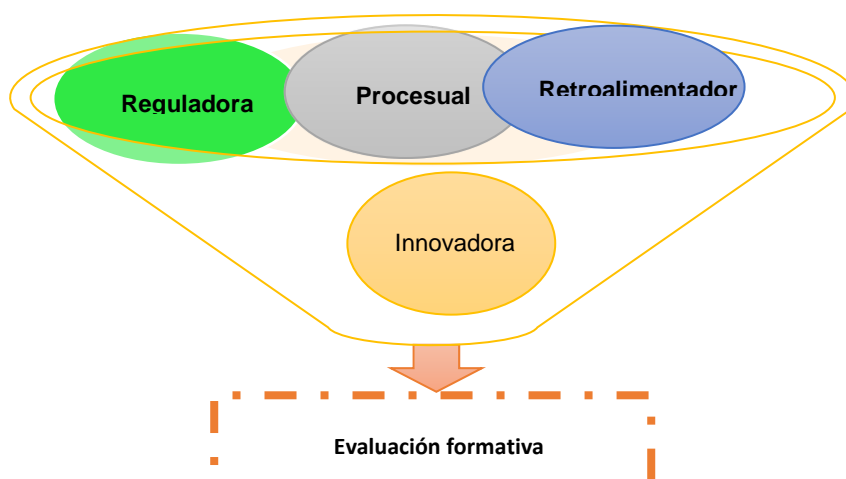 Reguladora
Procesual
Retroalimentador
Innovadora
Evaluación formativa